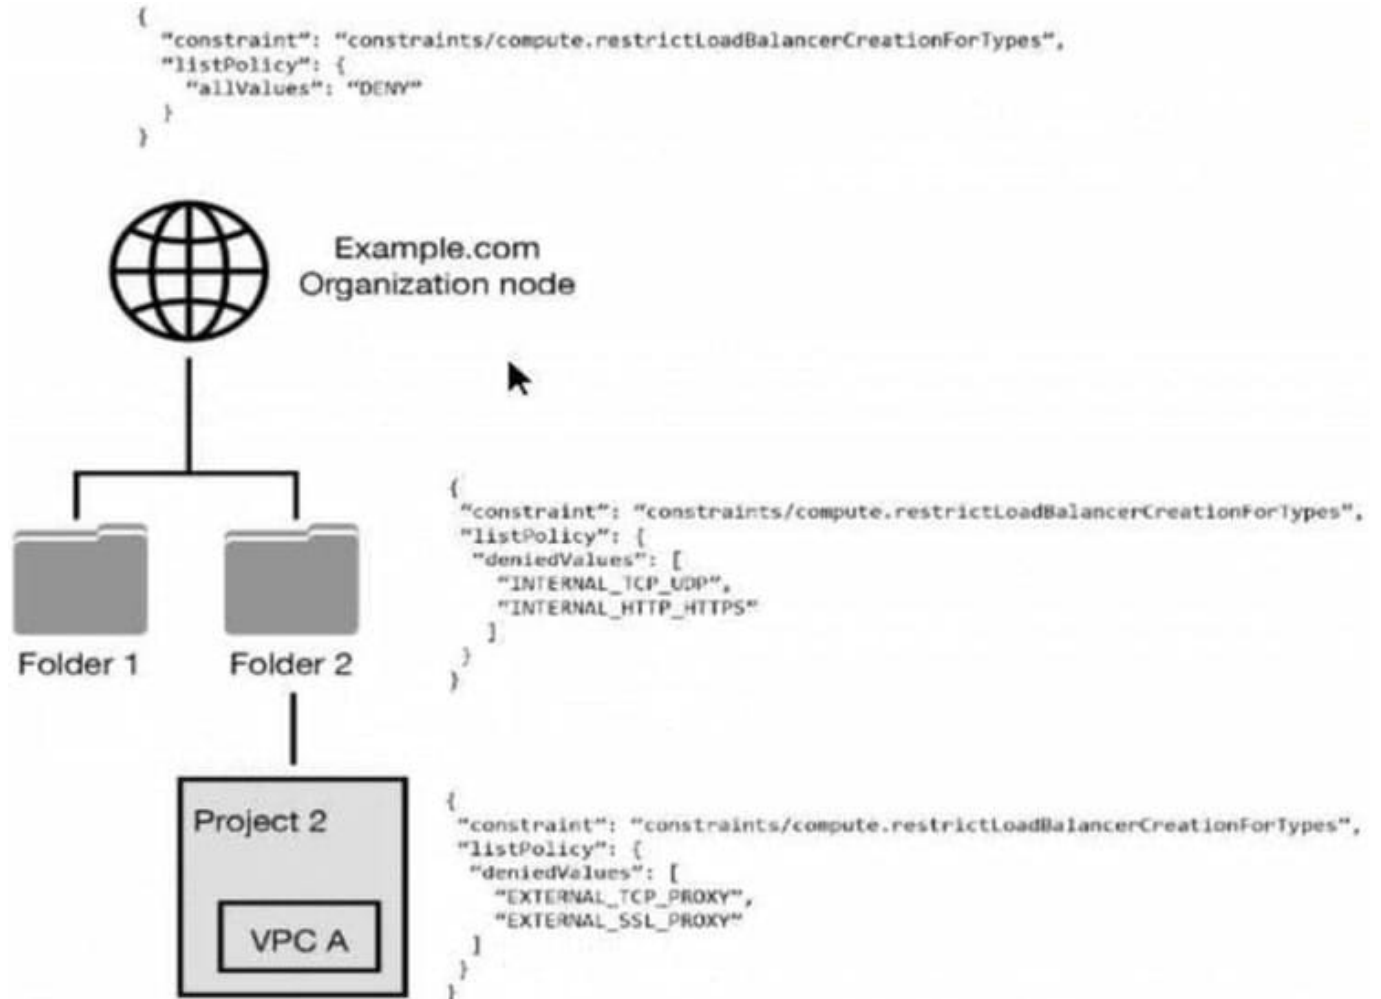 {
"constraint": "constraints/compute.restrictLoadBalancerCreationForTypes",
"listPolicy": {
"allValues": "DENY"
}
}
Example.com
Organization node
{
"constraint": "constraints/compute.restrictLoadBalancerCreationForTypes",
"listPolicy": {
"deniedValues": [
"INTERNAL_TCP_UDP",
"INTERNAL_HTTP_HTTPS"
]
}
}
Folder 1
Folder 2
Project 2
VPC A
{
"constraint": "constraints/compute.restrictLoadBalancerCreationForTypes",
"listPolicy": {
"deniedValues": [
"EXTERNAL_TCP_PROXY",
"EXTERNAL_SSL_PROXY"
]
}
}